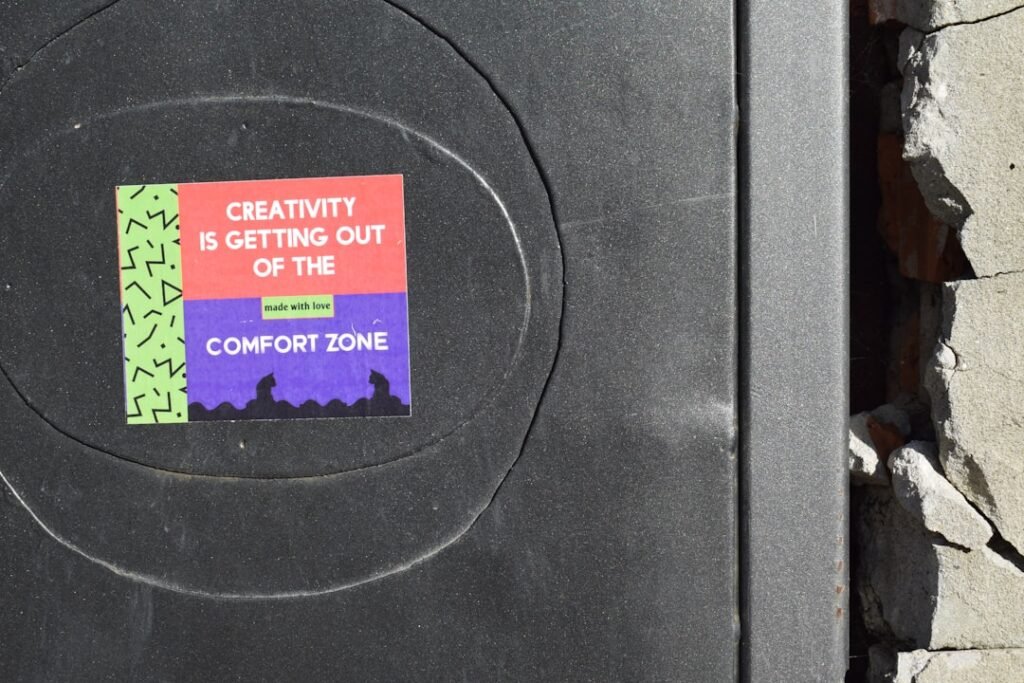 CREATIVITY
IS GETTING OUT
OF THE
made with love
COMFORT ZONE